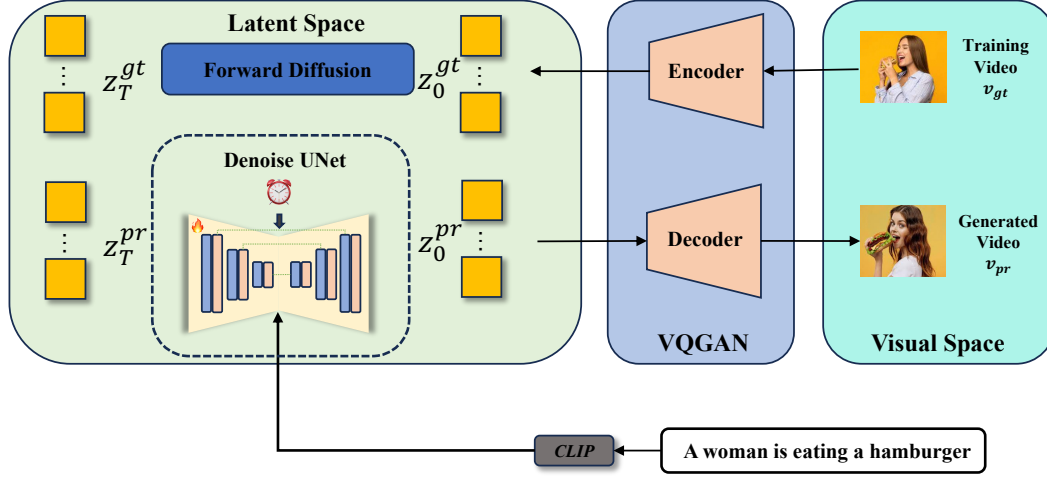 Latent Space
Forward Diffusion
z_T^{gt}
z_0^{gt}
Denoise UNet
z_T^{pr}
z_0^{pr}
Encoder
Decoder
VQGAN
Training
Video
v_{gt}
Generated
Video
v_{pr}
Visual Space
CLIP
A woman is eating a hamburger